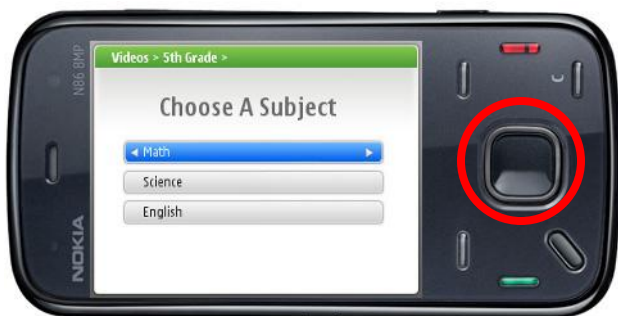 N86 8MP
NOKIA
Videos > 5th Grade >
Choose A Subject
Math
Science
English